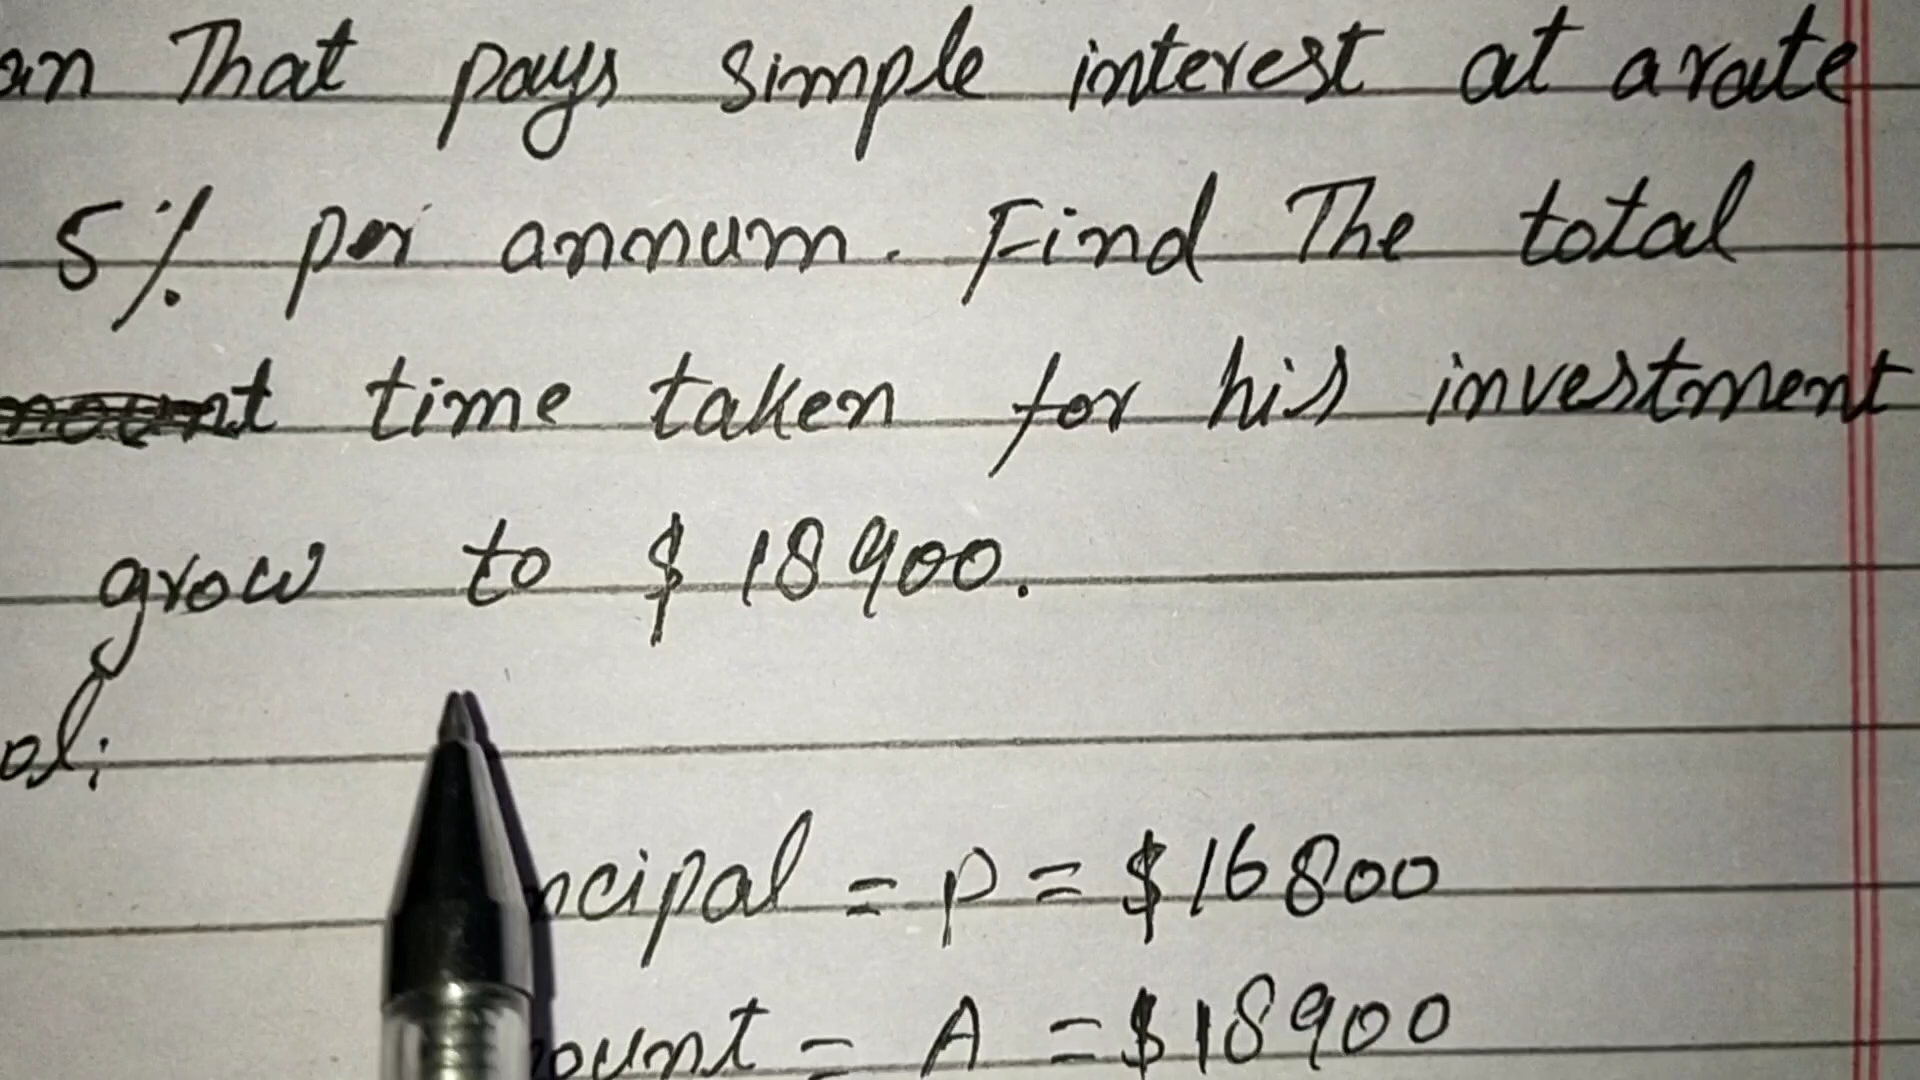 an That pays simple interest at a rate
5% per annum. Find The total
time taken for his investment
grow to $ 18900.
ol:
ncipal = P = $16800
ount = A = $18900